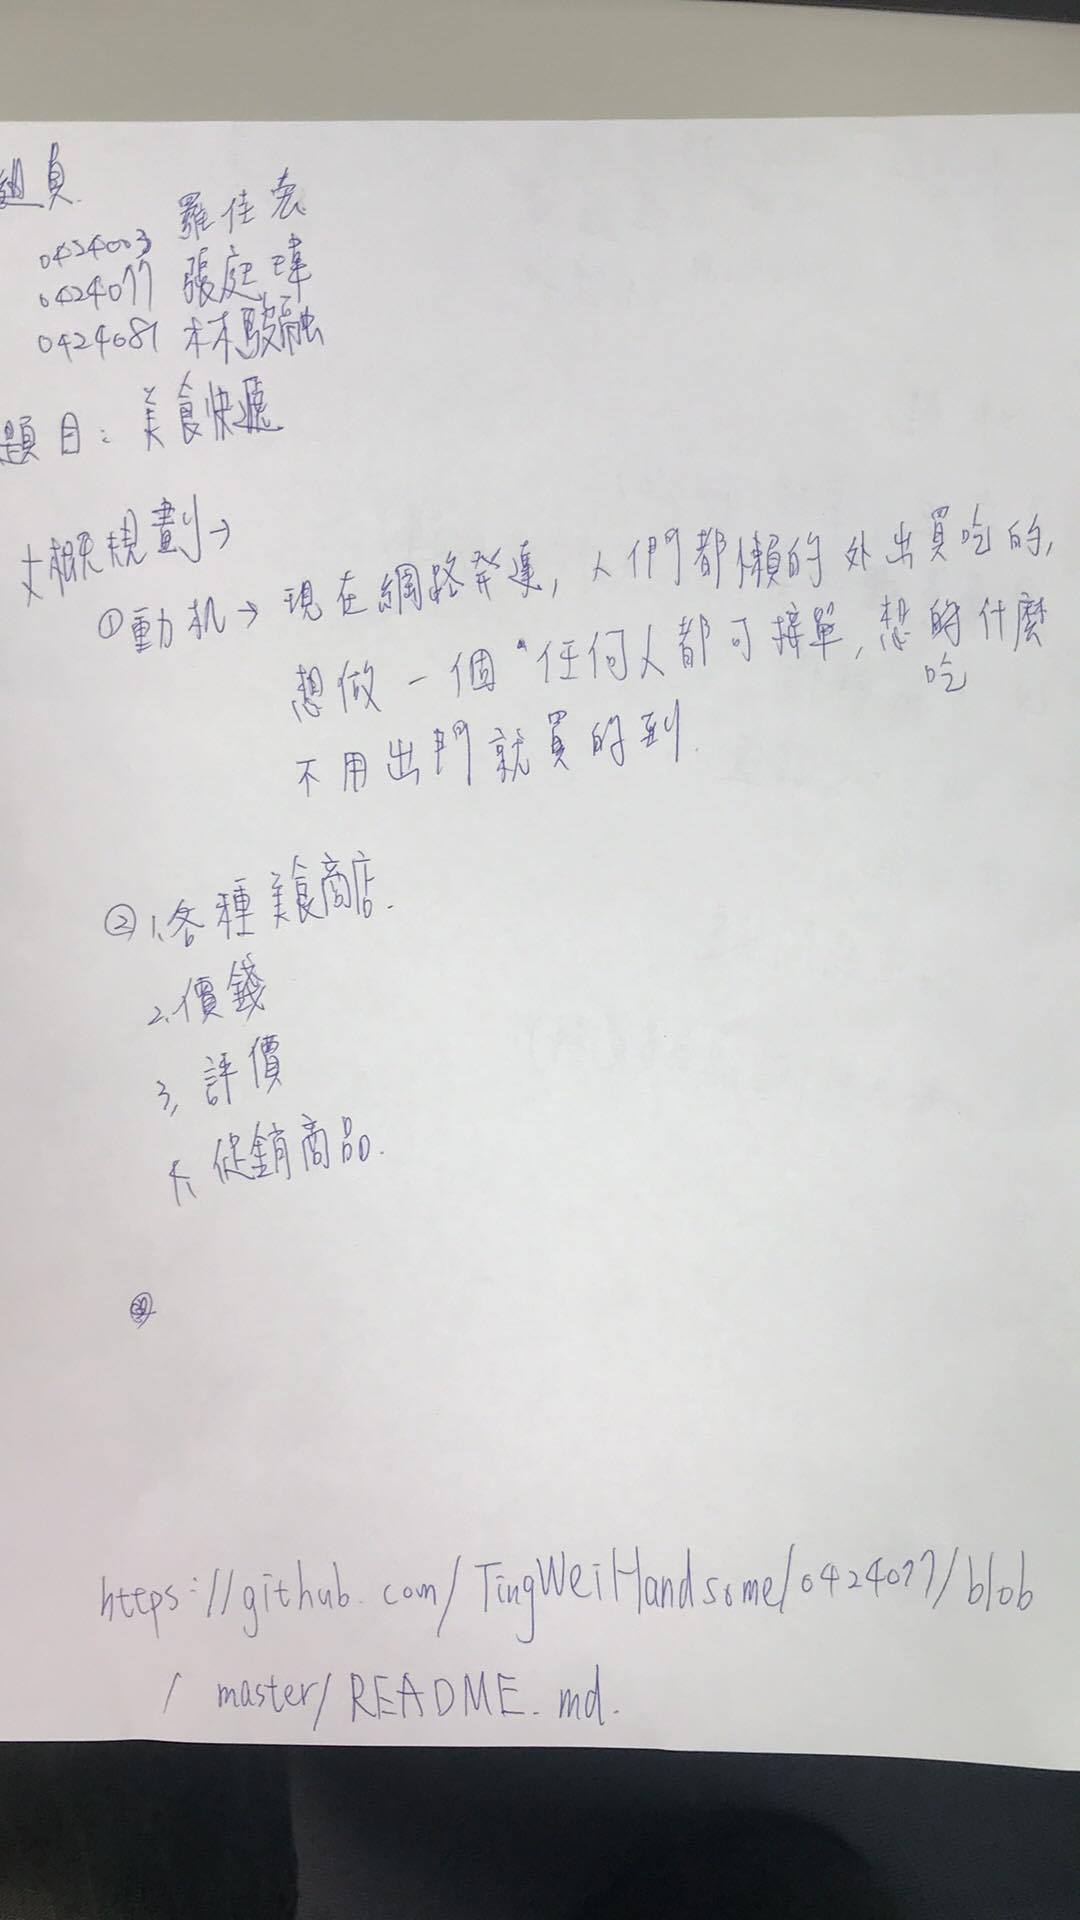 組員
0424003 羅佳宏
0424077 張庭瑋
0424081 林駿融
題目：美食快遞
大概規劃→
①動机→現在網路發達，人們都懶的外出買吃的，
想做一個"任何人都可接單，想吃的什麼
不用出門就買的到.
② 1.各種美食商店.
2.價錢
3.評價
4.促銷商品.
https://github.com/TingWeiHandsome/0424077/blob
/master/README.md.